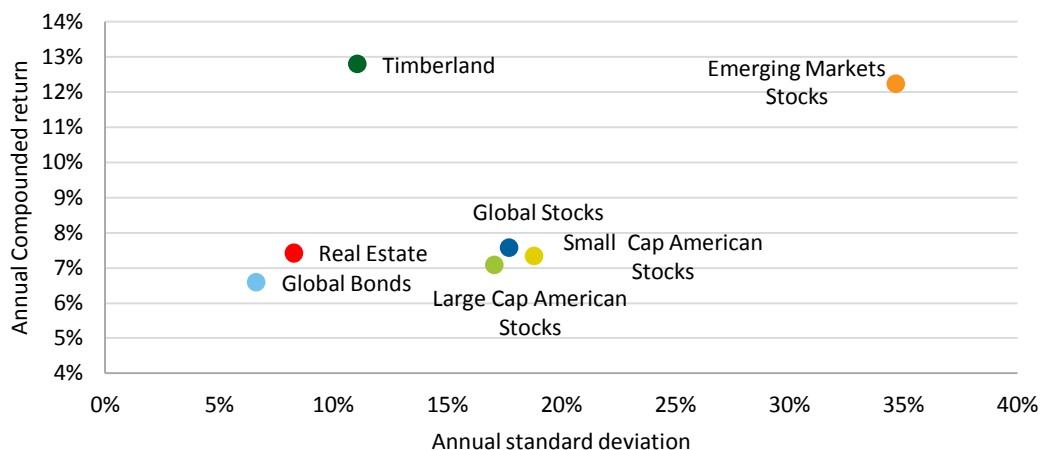 14%
13%
12%
11%
10%
9%
8%
7%
6%
5%
4%
Annual Compounded return
Timberland
Emerging Markets
Stocks
Global Stocks
Small Cap American
Stocks
Real Estate
Global Bonds
Large Cap American
Stocks
0% 5% 10% 15% 20% 25% 30% 35% 40%
Annual standard deviation